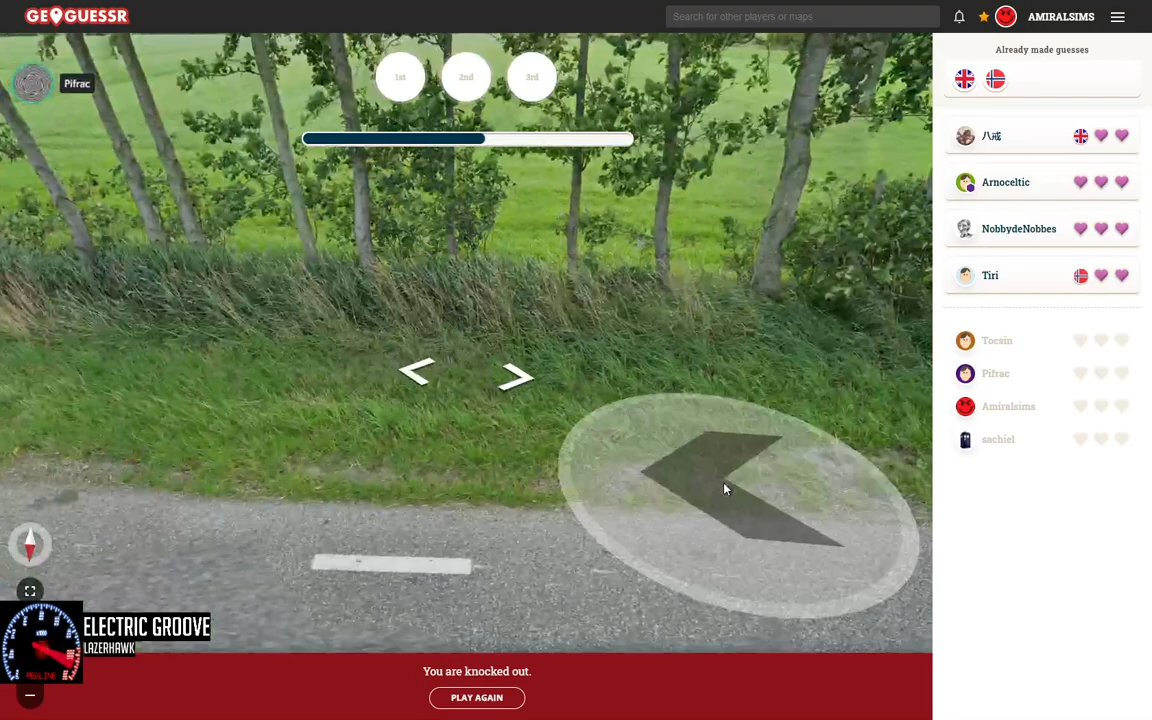 GEOGUESSR
Search for other players or maps
AMIRALSIMS
Already made guesses
Pifrac
1st
2nd
3rd
八戒
Arnoceltic
NobbydeNobbes
Tiri
Tocsin
Pifrac
Amiralsims
sachiel
ELECTRIC GROOVE
LAZERHAWK
REDLINE
You are knocked out.
PLAY AGAIN